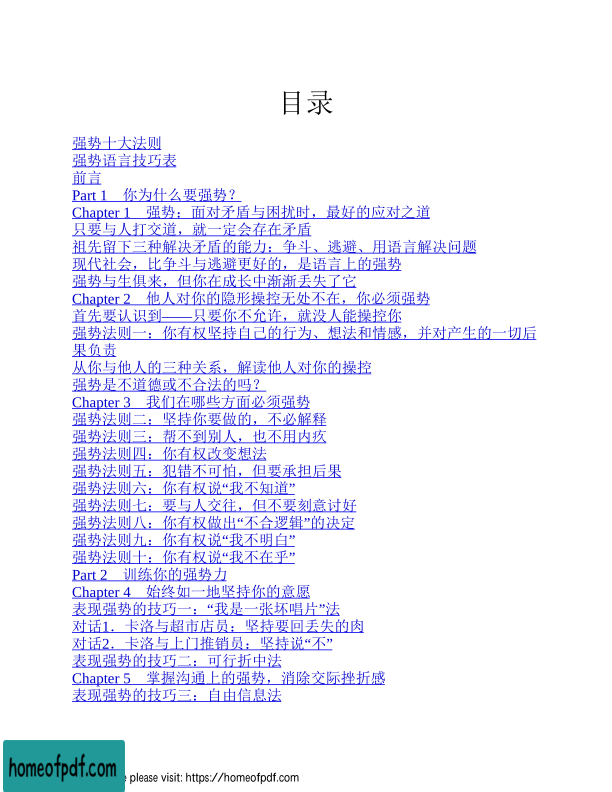 目录
强势十大法则
强势语言技巧表
前言
Part 1　你为什么要强势？
Chapter 1　强势：面对矛盾与困扰时，最好的应对之道
只要与人打交道，就一定会存在矛盾
祖先留下三种解决矛盾的能力：争斗、逃避、用语言解决问题
现代社会，比争斗与逃避更好的，是语言上的强势
强势与生俱来，但你在成长中渐渐丢失了它
Chapter 2　他人对你的隐形操控无处不在，你必须强势
首先要认识到——只要你不允许，就没人能操控你
强势法则一：你有权坚持自己的行为、想法和情感，并对产生的一切后
果负责
从你与他人的三种关系，解读他人对你的操控
强势是不道德或不合法的吗？
Chapter 3　我们在哪些方面必须强势
强势法则二：坚持你要做的，不必解释
强势法则三：帮不到别人，也不用内疚
强势法则四：你有权改变想法
强势法则五：犯错不可怕，但要承担后果
强势法则六：你有权说“我不知道”
强势法则七：要与人交往，但不要刻意讨好
强势法则八：你有权做出“不合逻辑”的决定
强势法则九：你有权说“我不明白”
强势法则十：你有权说“我不在乎”
Part 2　训练你的强势力
Chapter 4　始终如一地坚持你的意愿
表现强势的技巧一：“我是一张坏唱片”法
对话1．卡洛与超市店员：坚持要回丢失的肉
对话2．卡洛与上门推销员：坚持说“不”
表现强势的技巧二：可行折中法
Chapter 5　掌握沟通上的强势，消除交际挫折感
表现强势的技巧三：自由信息法
homeofpdf.com
please visit: https://homeofpdf.com